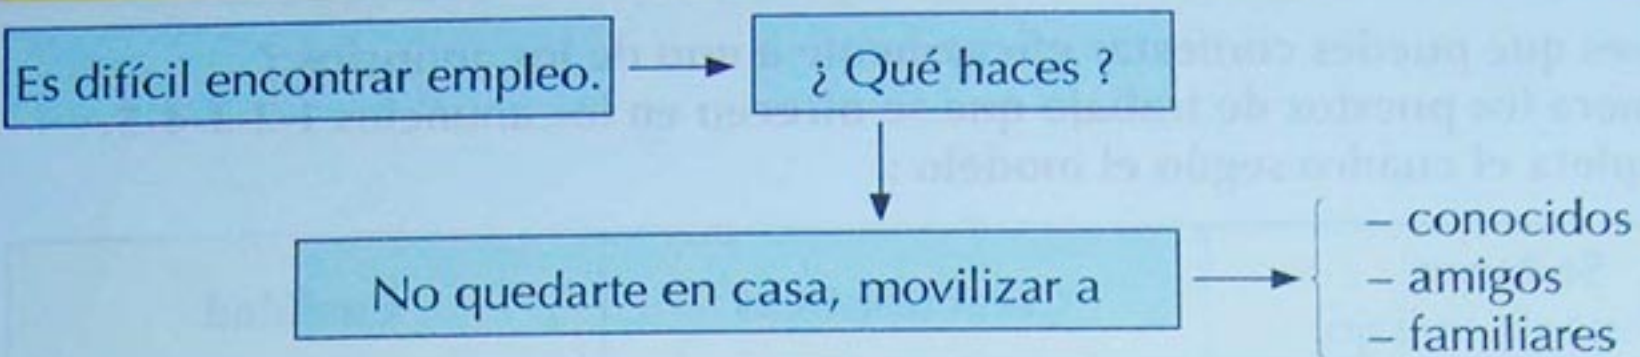 Es difícil encontrar empleo.
¿ Qué haces ?
No quedarte en casa, movilizar a
– conocidos
– amigos
– familiares